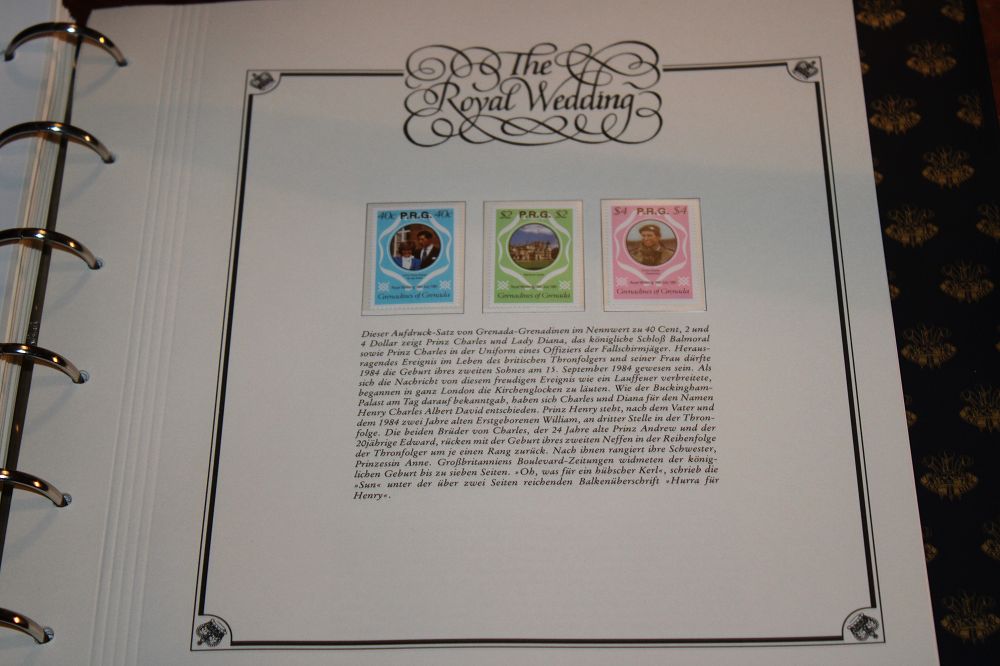 The
Royal Wedding
40c P.R.G. 40c
Grenadines of Grenada
$2 P.R.G. $2
Grenadines of Grenada
$4 P.R.G. $4
Grenadines of Grenada
Dieser Aufdruck-Satz von Grenada-Grenadinen im Nennwert zu 40 Cent, 2 und
4 Dollar zeigt Prinz Charles und Lady Diana, das königliche Schloß Balmoral
sowie Prinz Charles in der Uniform eines Offiziers der Fallschirmjäger. Heraus-
ragendes Ereignis im Leben des britischen Thronfolgers und seiner Frau dürfte
1984 die Geburt ihres zweiten Sohnes am 15. September 1984 gewesen sein. Als
sich die Nachricht von diesem freudigen Ereignis wie ein Lauffeuer verbreitete,
begannen in ganz London die Kirchenglocken zu läuten. Wie der Buckingham-
Palast am Tag darauf bekanntgab, haben sich Charles und Diana für den Namen
Henry Charles Albert David entschieden. Prinz Henry steht, nach dem Vater und
dem 1984 zwei Jahre alten Erstgeborenen William, an dritter Stelle in der Thron-
folge. Die beiden Brüder von Charles, der 24 Jahre alte Prinz Andrew und der
20jährige Edward, rücken mit der Geburt ihres zweiten Neffen in der Reihenfolge
der Thronfolger um je einen Rang zurück. Nach ihnen rangiert ihre Schwester,
Prinzessin Anne. Großbritanniens Boulevard-Zeitungen widmeten der könig-
lichen Geburt bis zu sieben Seiten. »Oh, was für ein hübscher Kerl«, schrieb die
»Sun« unter der über zwei Seiten reichenden Balkenüberschrift »Hurra für
Henry«.